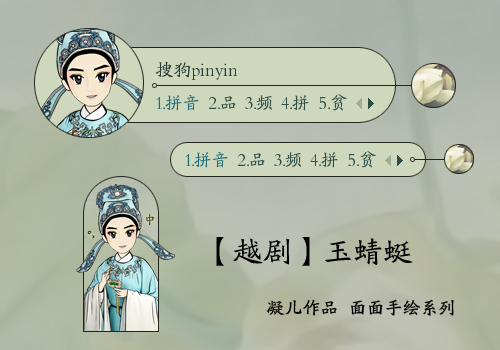 搜狗pinyin
1.拼音 2.品 3.频 4.拼 5.贫
1.拼音 2.品 3.频 4.拼 5.贫
中
。,
【越剧】玉蜻蜓
凝儿作品 面面手绘系列